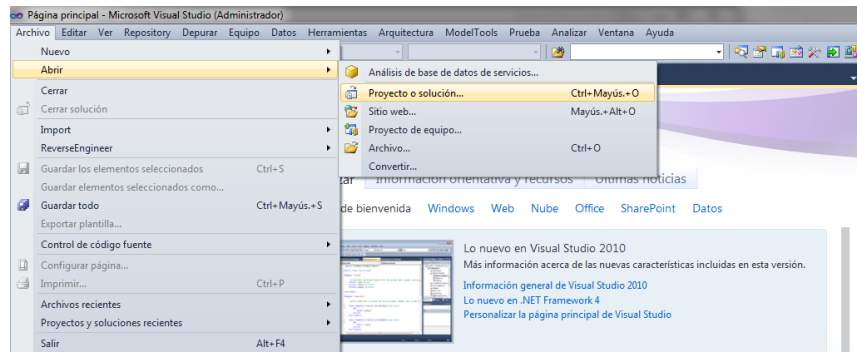 Página principal - Microsoft Visual Studio (Administrador)
Archivo Editar Ver Repository Depurar Equipo Datos Herramientas Arquitectura ModelTools Prueba Analizar Ventana Ayuda
Nuevo
Abrir
Cerrar
Cerrar solución
Import
ReverseEngineer
Guardar los elementos seleccionados Ctrl+S
Guardar elementos seleccionados como...
Guardar todo Ctrl+Mayús.+S
Exportar plantilla...
Control de código fuente
Configurar página...
Imprimir... Ctrl+P
Archivos recientes
Proyectos y soluciones recientes
Salir Alt+F4
Análisis de base de datos de servicios...
Proyecto o solución... Ctrl+Mayús.+O
Sitio web... Mayús.+Alt+O
Proyecto de equipo...
Archivo... Ctrl+O
Convertir...
zar Información orientativa y recursos Últimas noticias
de bienvenida Windows Web Nube Office SharePoint Datos
Lo nuevo en Visual Studio 2010
Más información acerca de las nuevas características incluidas en esta versión.
Información general de Visual Studio 2010
Lo nuevo en .NET Framework 4
Personalizar la página principal de Visual Studio